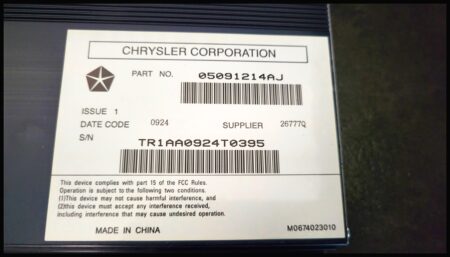 CHRYSLER CORPORATION
PART NO. 05091214AJ
ISSUE 1
DATE CODE 0924 SUPPLIER 26777Q
S/N
TR1AA0924T0395
This device complies with part 15 of the FCC Rules.
Operation is subject to the following two conditions.
(1)This device may not cause harmful interference, and
(2)this device must accept any interference received,
including interference that may cause undesired operation.
MADE IN CHINA M0674023010